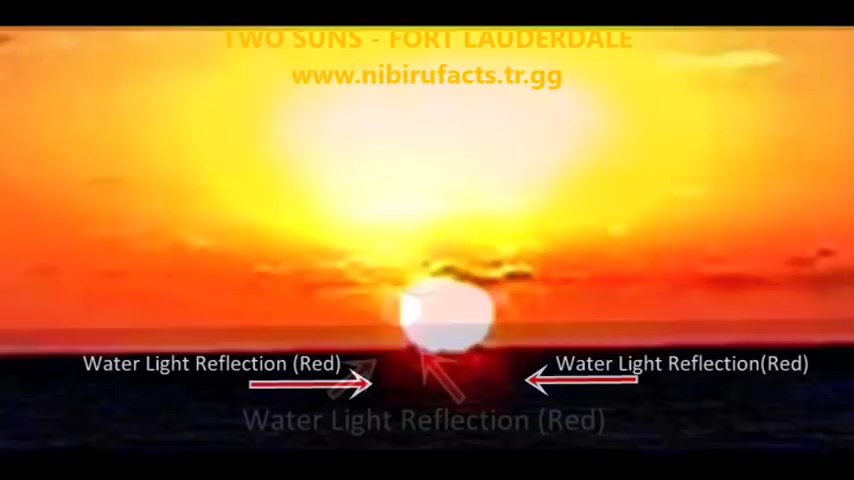 TWO SUNS - FORT LAUDERDALE
www.nibirufacts.tr.gg
Water Light Reflection (Red)
Water Light Reflection(Red)
Water Light Reflection (Red)